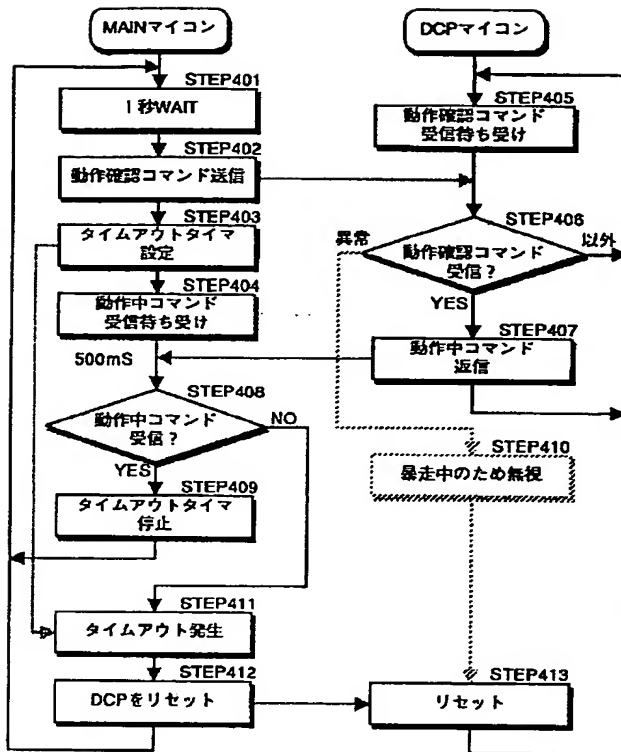 MAINマイコン
DCPマイコン
STEP401
1秒WAIT
STEP402
動作確認コマンド送信
STEP403
タイムアウトタイマ
設定
STEP404
動作中コマンド
受信待ち受け
500mS
STEP408
動作中コマンド
受信？
NO
YES
STEP409
タイムアウトタイマ
停止
STEP411
タイムアウト発生
STEP412
DCPをリセット
STEP405
動作確認コマンド
受信待ち受け
STEP406
異常
動作確認コマンド
受信？
以外
YES
STEP407
動作中コマンド
返信
STEP410
暴走中のため無視
STEP413
リセット